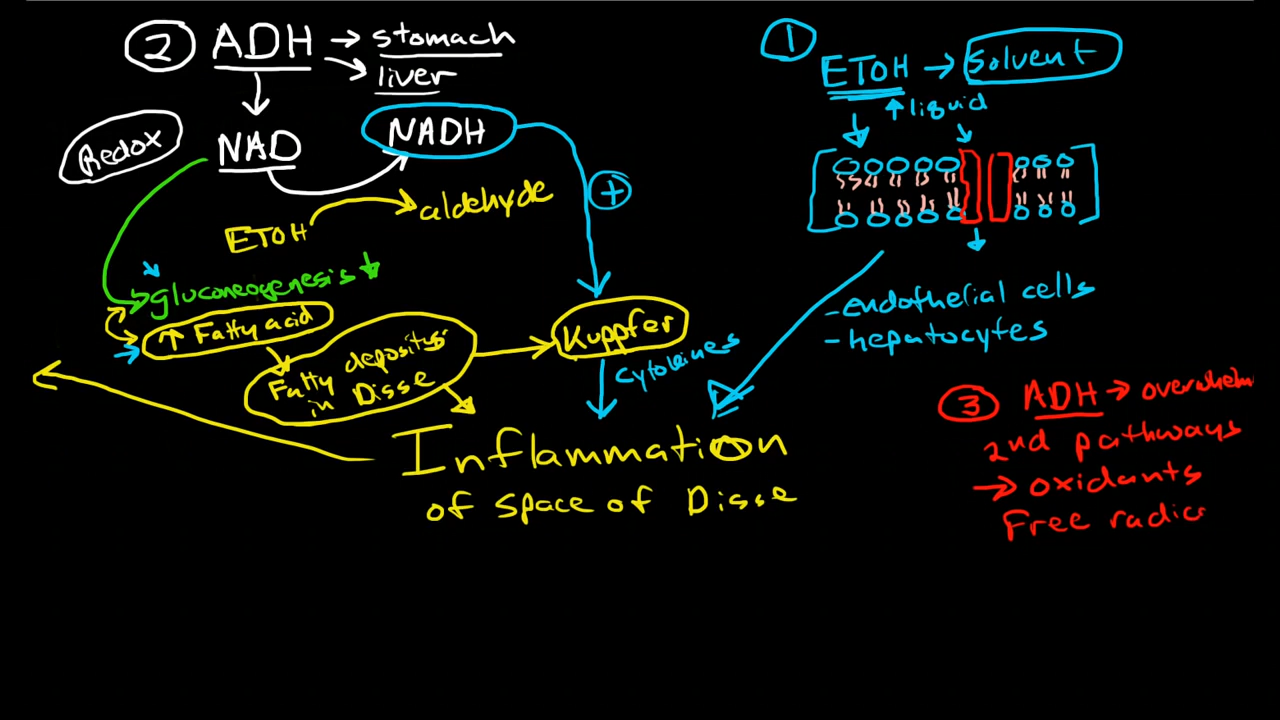 ② ADH → stomach
→ liver
Redox
NAD
NADH
+
ETOH
aldehyde
gluconeogenesis ↓
↑ Fatty acid
Fatty deposits
in Disse
Kuppfer
cytokines
Inflammation
of space of Disse
① ETOH → Solvent
↑ liquid
- endothelial cells
- hepatocytes
③ ADH → overwhelm
2nd pathways
→ oxidants
Free radic